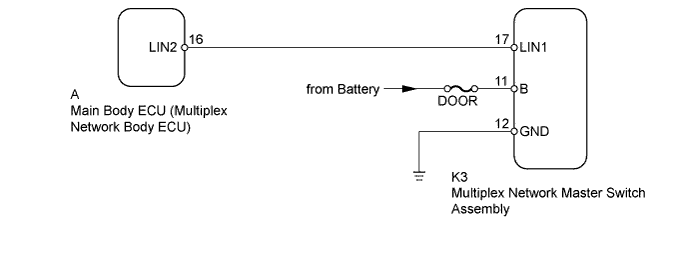 16
LIN2
17
LIN1
11
from Battery
B
DOOR
12
GND
A
Main Body ECU (Multiplex
Network Body ECU)
K3
Multiplex Network Master Switch
Assembly